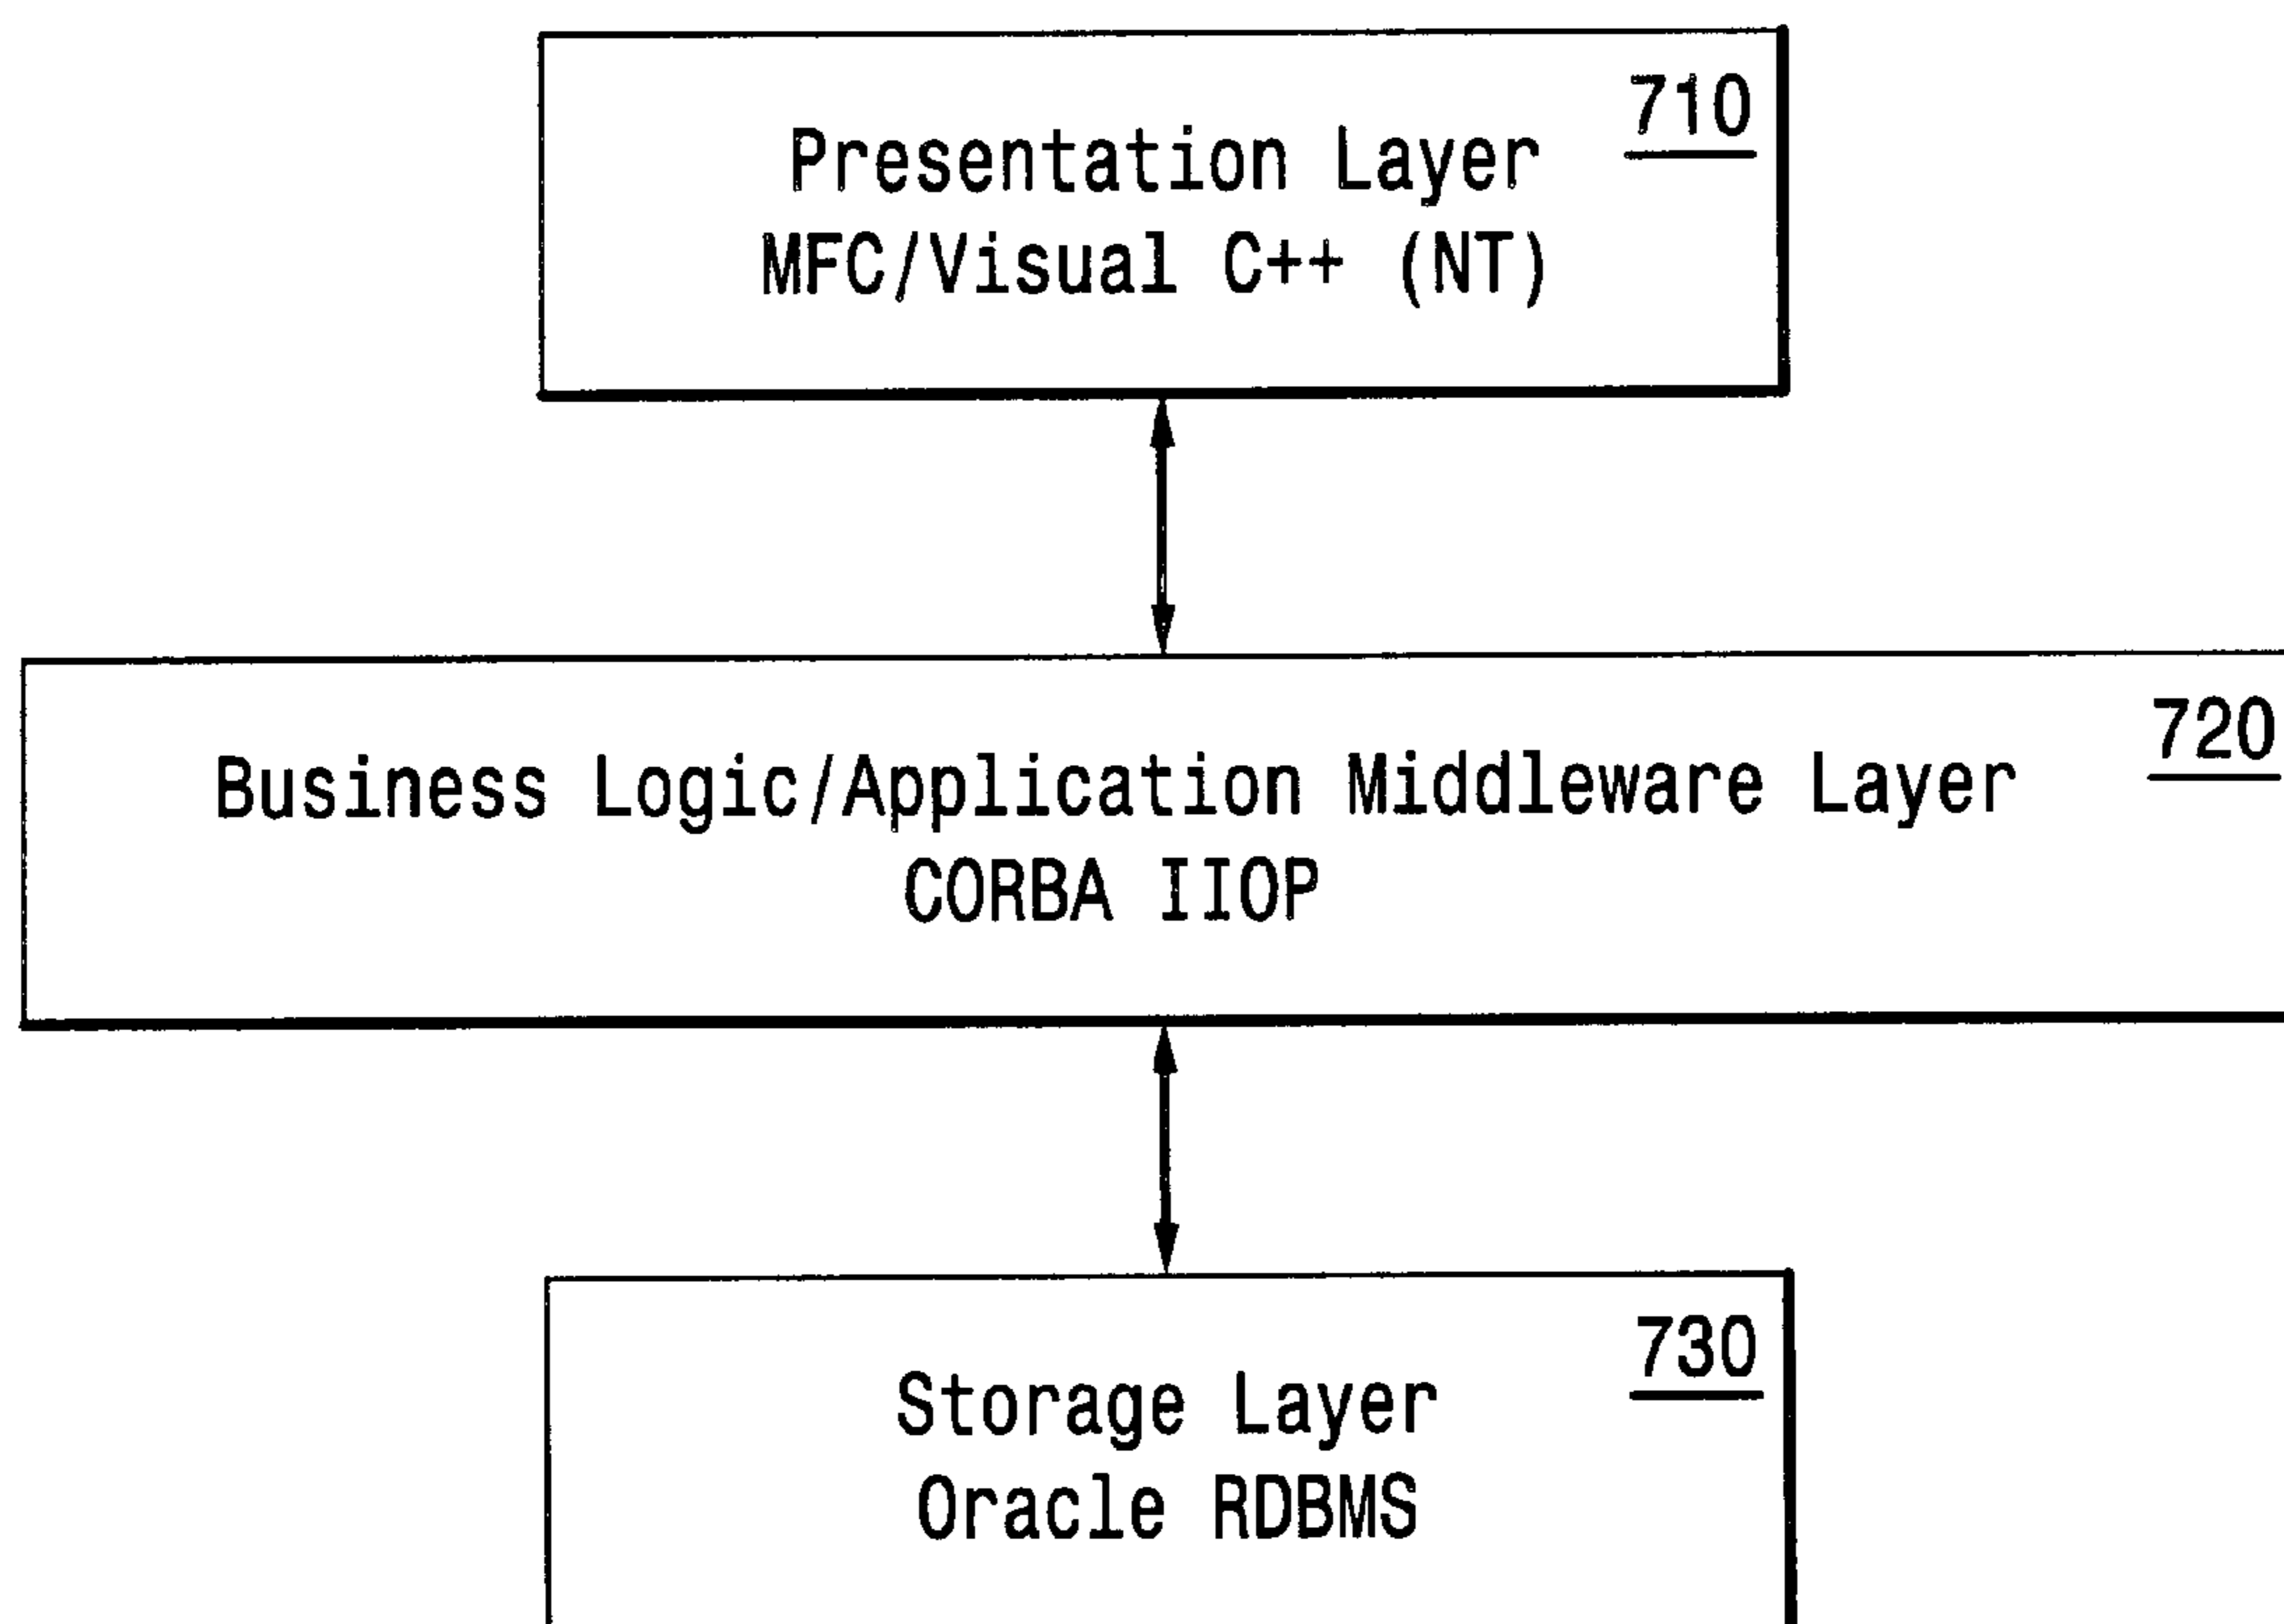 710
Presentation Layer
MFC/Visual C++ (NT)
720
Business Logic/Application Middleware Layer
CORBA IIOP
730
Storage Layer
Oracle RDBMS